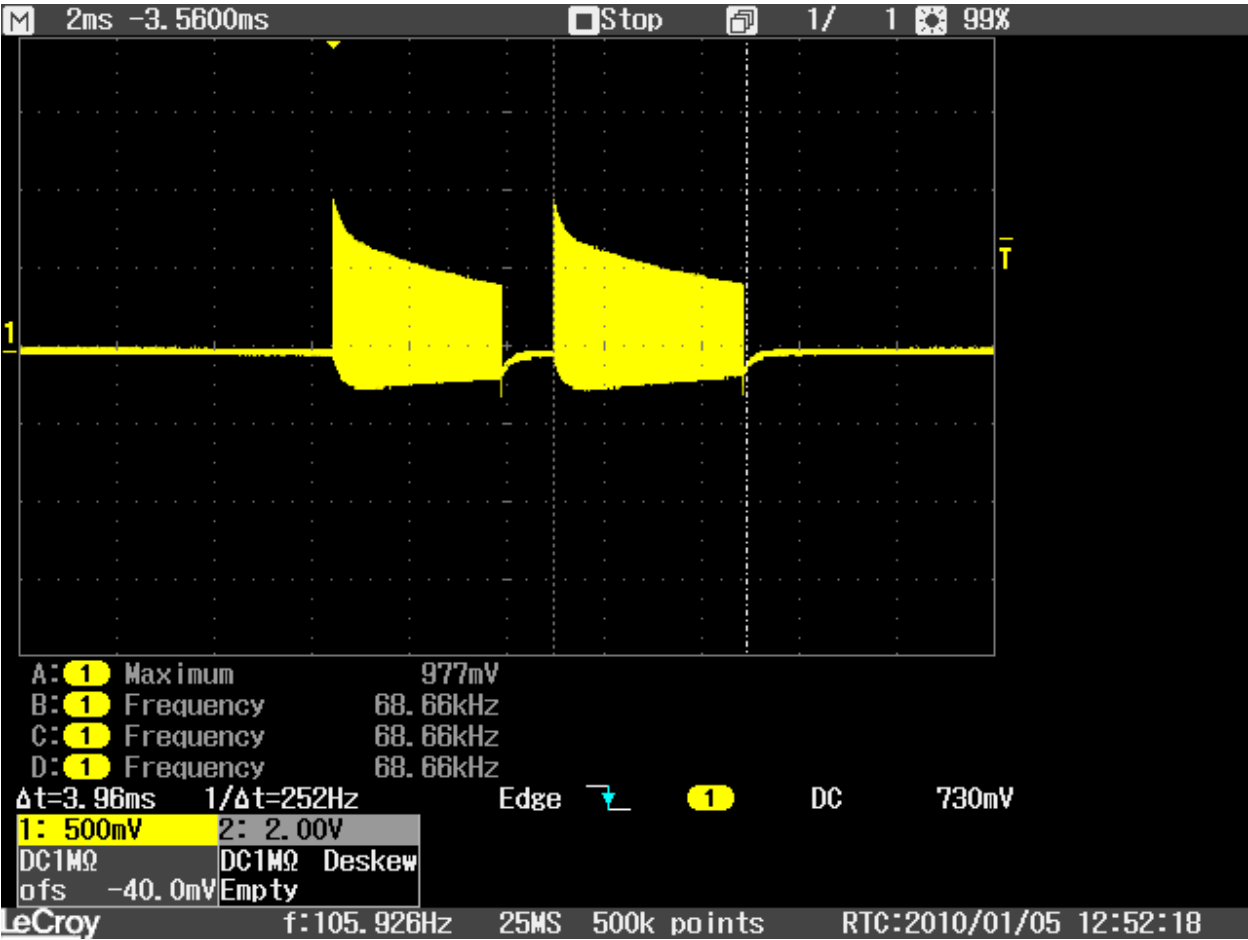 M 2ms -3.5600ms Stop 1/ 1 99%
T
1
A: 1 Maximum 977mV
B: 1 Frequency 68.66kHz
C: 1 Frequency 68.66kHz
D: 1 Frequency 68.66kHz
Δt=3.96ms 1/Δt=252Hz Edge 1 DC 730mV
1: 500mV 2: 2.00V
DC1MΩ DC1MΩ Deskew
ofs -40.0mV Empty
LeCroy f:105.926Hz 25MS 500k points RTC:2010/01/05 12:52:18